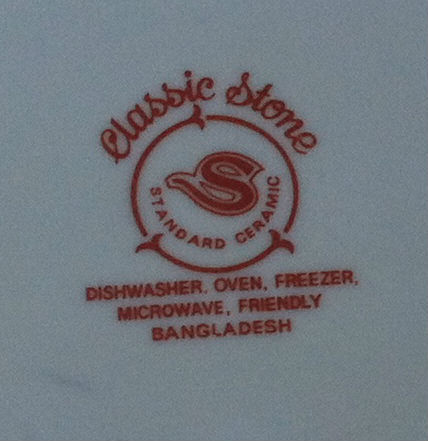 Classic Stone
S
STANDARD CERAMIC
DISHWASHER, OVEN, FREEZER,
MICROWAVE, FRIENDLY
BANGLADESH